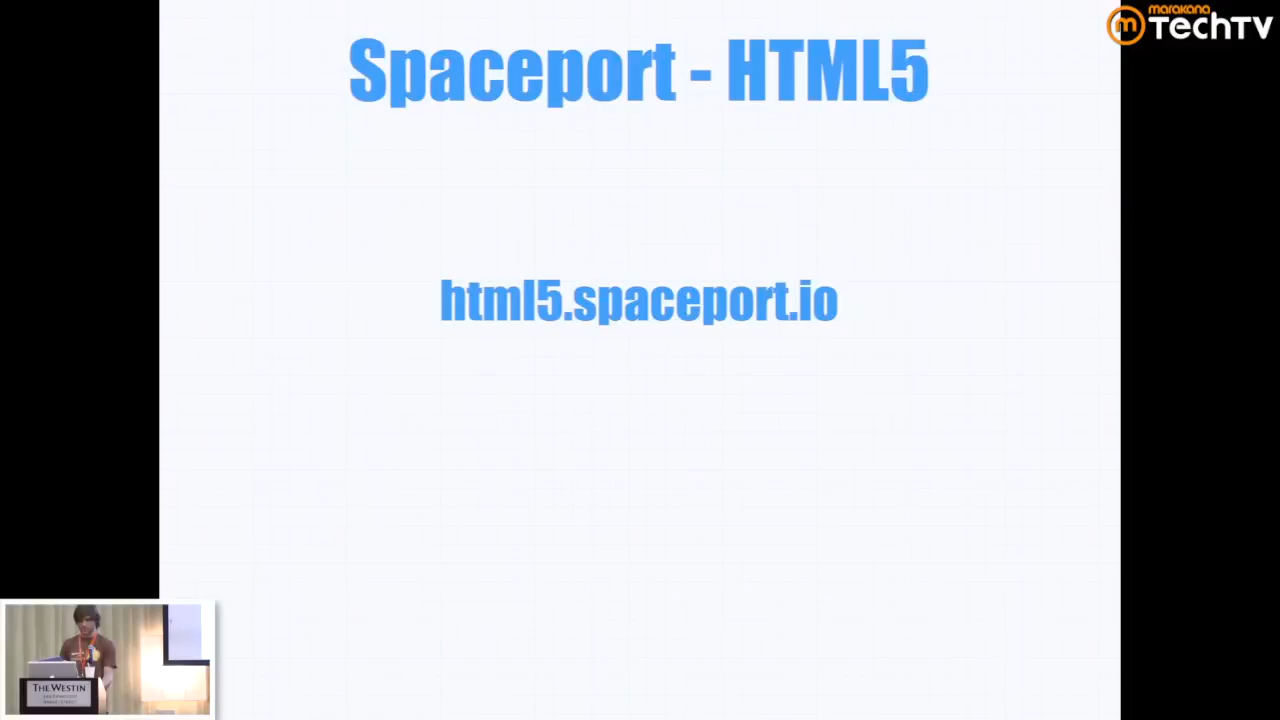 marakana
TechTV
Spaceport - HTML5
html5.spaceport.io
THE WESTIN